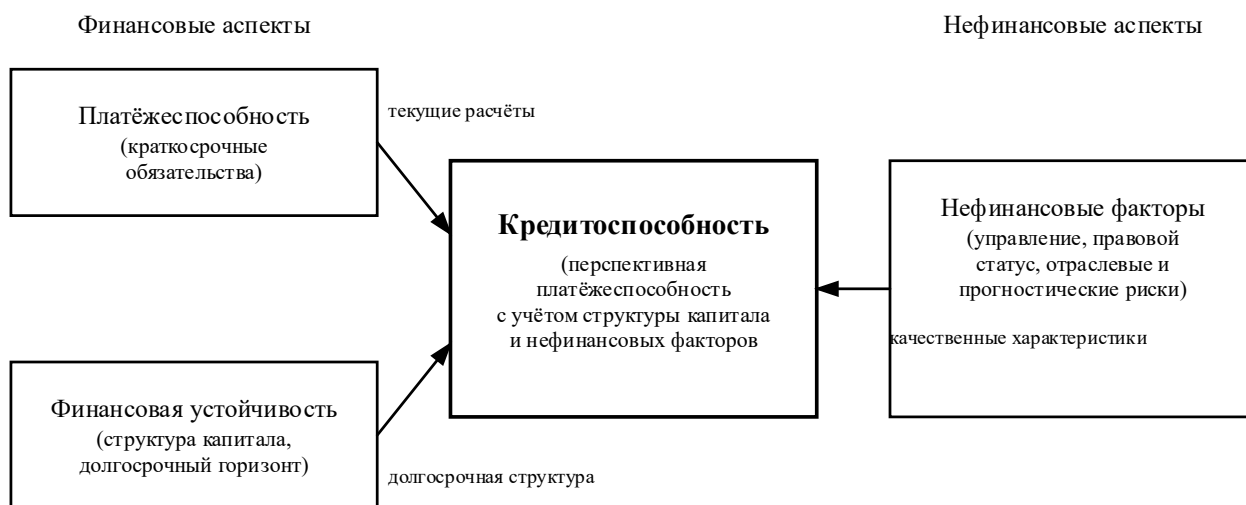 Финансовые аспекты
Нефинансовые аспекты
Платёжеспособность
(краткосрочные
обязательства)
текущие расчёты
Кредитоспособность
(перспективная
платёжеспособность
с учётом структуры капитала
и нефинансовых факторов
Нефинансовые факторы
(управление, правовой
статус, отраслевые и
прогностические риски)
качественные характеристики
Финансовая устойчивость
(структура капитала,
долгосрочный горизонт)
долгосрочная структура